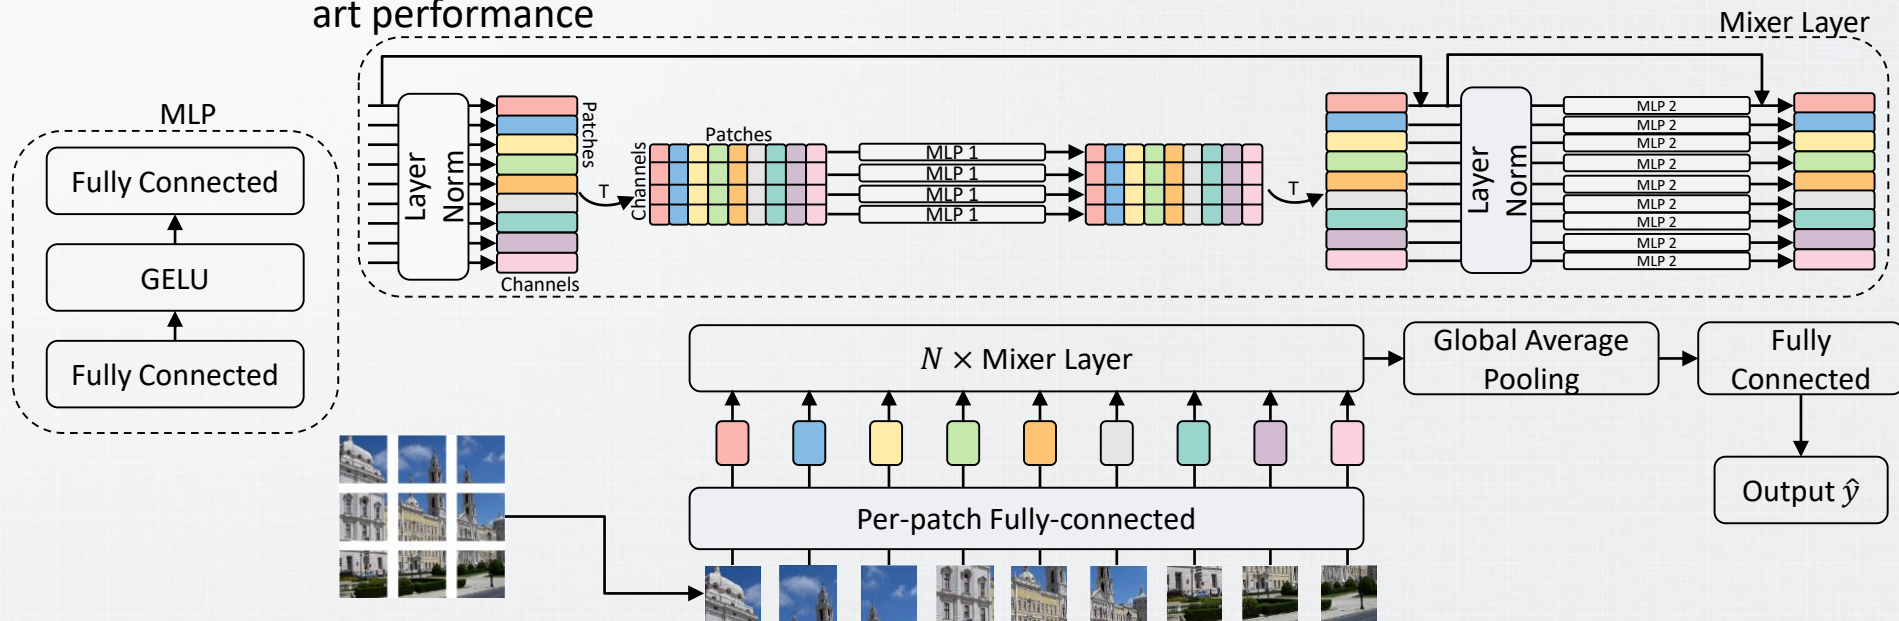 art performance
Mixer Layer
MLP
Fully Connected
GELU
Fully Connected
Layer
Norm
Patches
Channels
T
Patches
Channels
MLP 1
MLP 1
MLP 1
MLP 1
T
Layer
Norm
MLP 2
MLP 2
MLP 2
MLP 2
MLP 2
MLP 2
MLP 2
MLP 2
MLP 2
N × Mixer Layer
Global Average
Pooling
Fully
Connected
Output ŷ
Per-patch Fully-connected